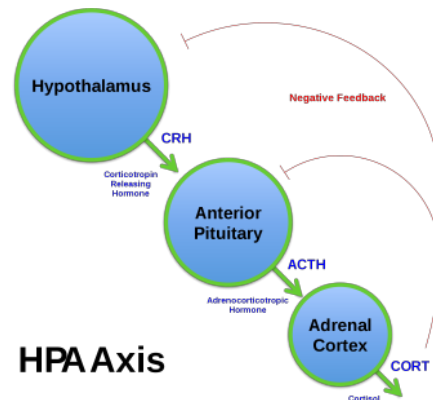 Hypothalamus
Negative Feedback
CRH
Corticotropin
Releasing
Hormone
Anterior
Pituitary
ACTH
Adrenocorticotropic
Hormone
Adrenal
Cortex
HPA Axis
CORT
Cortisol